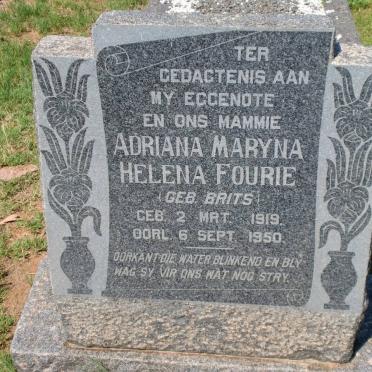 TER
GEDACTENIS AAN
MY EGGENOTE
EN ONS MAMMIE
ADRIANA MARYNA
HELENA FOURIE
(GEB. BRITS)
GEB. 2 MRT. 1919.
OORL. 6 SEPT. 1950.
OORKANT DIE WATER BLINKEND EN BLY
WAG SY VIR ONS WAT NOG STRY.